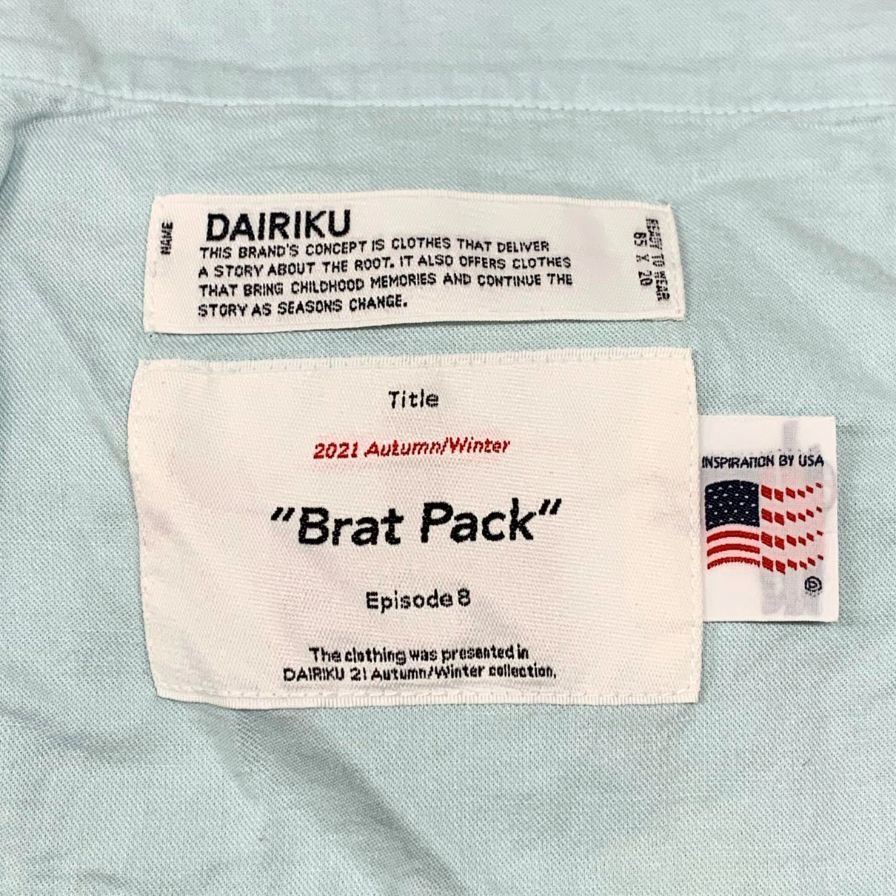 NAME
DAIRIKU
THIS BRAND'S CONCEPT IS CLOTHES THAT DELIVER
A STORY ABOUT THE ROOT. IT ALSO OFFERS CLOTHES
THAT BRING CHILDHOOD MEMORIES AND CONTINUE THE
STORY AS SEASONS CHANGE.
READY TO WEAR
85 X 20
Title
2021 Autumn/Winter
"Brat Pack"
Episode 8
The clothing was presented in
DAIRIKU 21 Autumn/Winter collection.
INSPIRATION BY USA